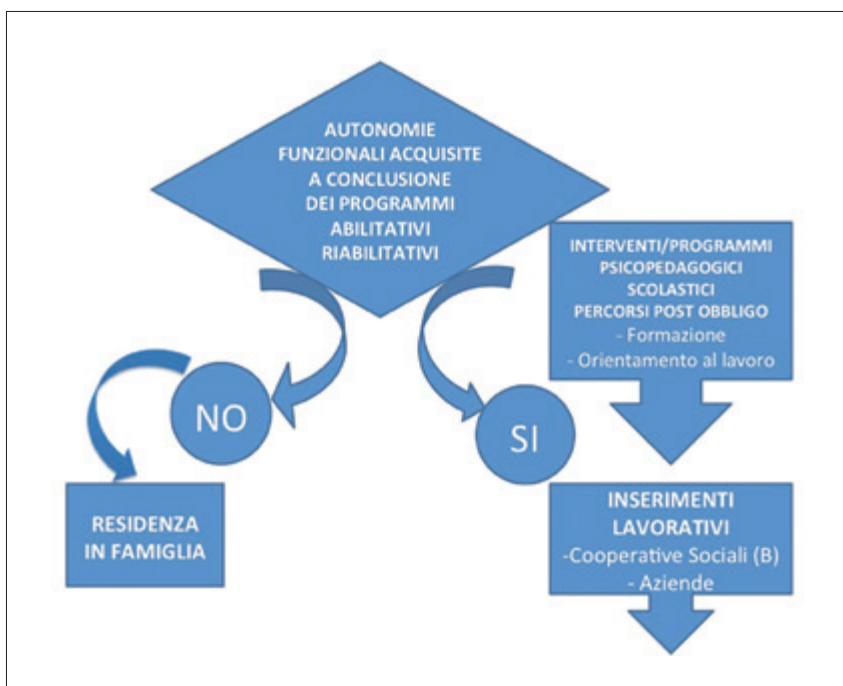 AUTONOMIE
FUNZIONALI ACQUISITE
A CONCLUSIONE
DEI PROGRAMMI
ABILITATIVI
RIABILITATIVI
INTERVENTI/PROGRAMMI
PSICOPEDAGOGICI
SCOLASTICI
PERCORSI POST OBBLIGO
- Formazione
- Orientamento al lavoro
NO
SI
RESIDENZA
IN FAMIGLIA
INSERIMENTI
LAVORATIVI
-Cooperative Sociali (B)
- Aziende